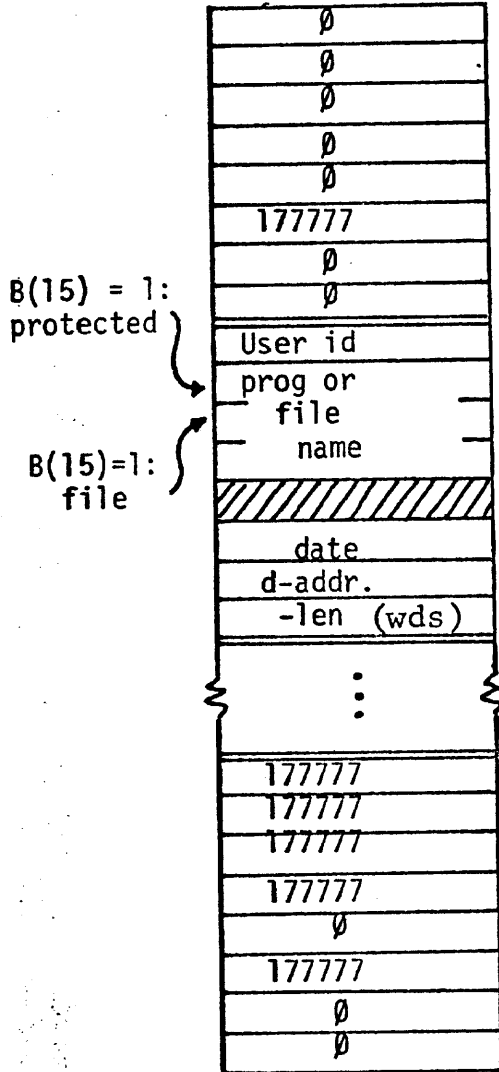 Ø
Ø
Ø
Ø
Ø
177777
Ø
Ø
B(15) = 1:
protected
User id
prog or
file
name
B(15)=1:
file
date
d-addr.
-len (wds)
177777
177777
177777
177777
Ø
177777
Ø
Ø